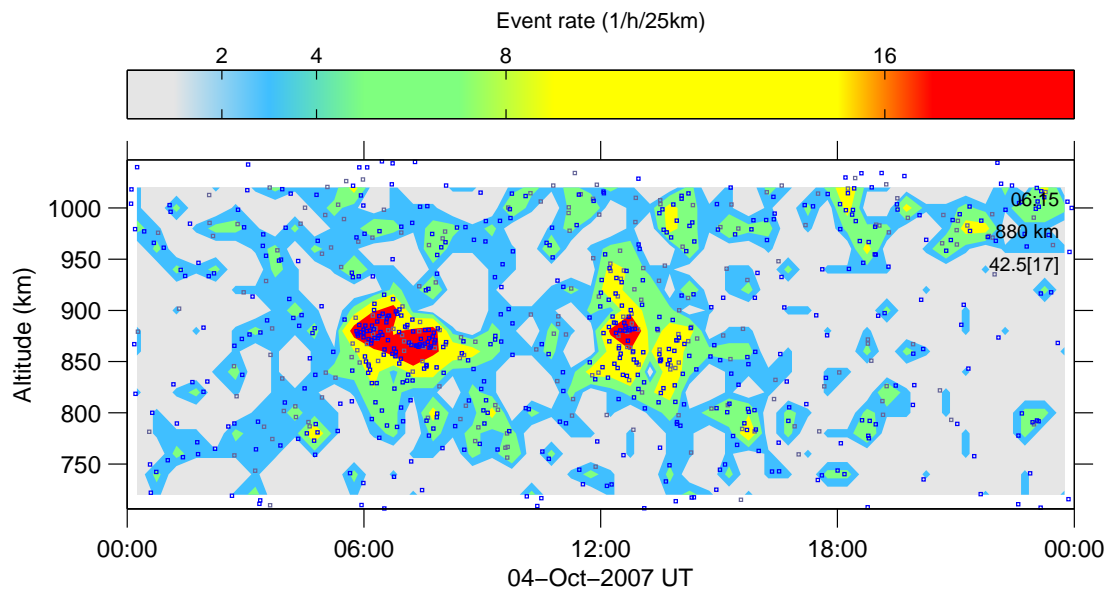 Event rate (1/h/25km)
2 4 8 16
1000
06:15
880 km
950
42.5[17]
900
850
800
750
Altitude (km)
00:00 06:00 12:00 18:00 00:00
04−Oct−2007 UT